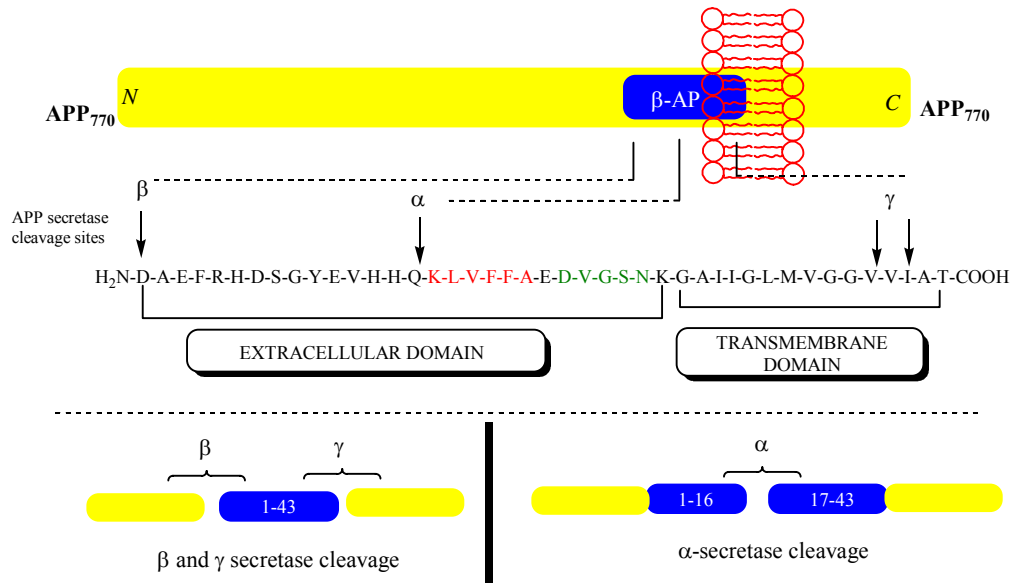 N
β-AP
C
APP770
APP770
β
α
γ
APP secretase
cleavage sites
H2N-D-A-E-F-R-H-D-S-G-Y-E-V-H-H-Q-K-L-V-F-F-A-E-D-V-G-S-N-K-G-A-I-I-G-L-M-V-G-G-V-V-I-A-T-COOH
EXTRACELLULAR DOMAIN
TRANSMEMBRANE
DOMAIN
β
γ
1-43
β and γ secretase cleavage
α
1-16
17-43
α-secretase cleavage